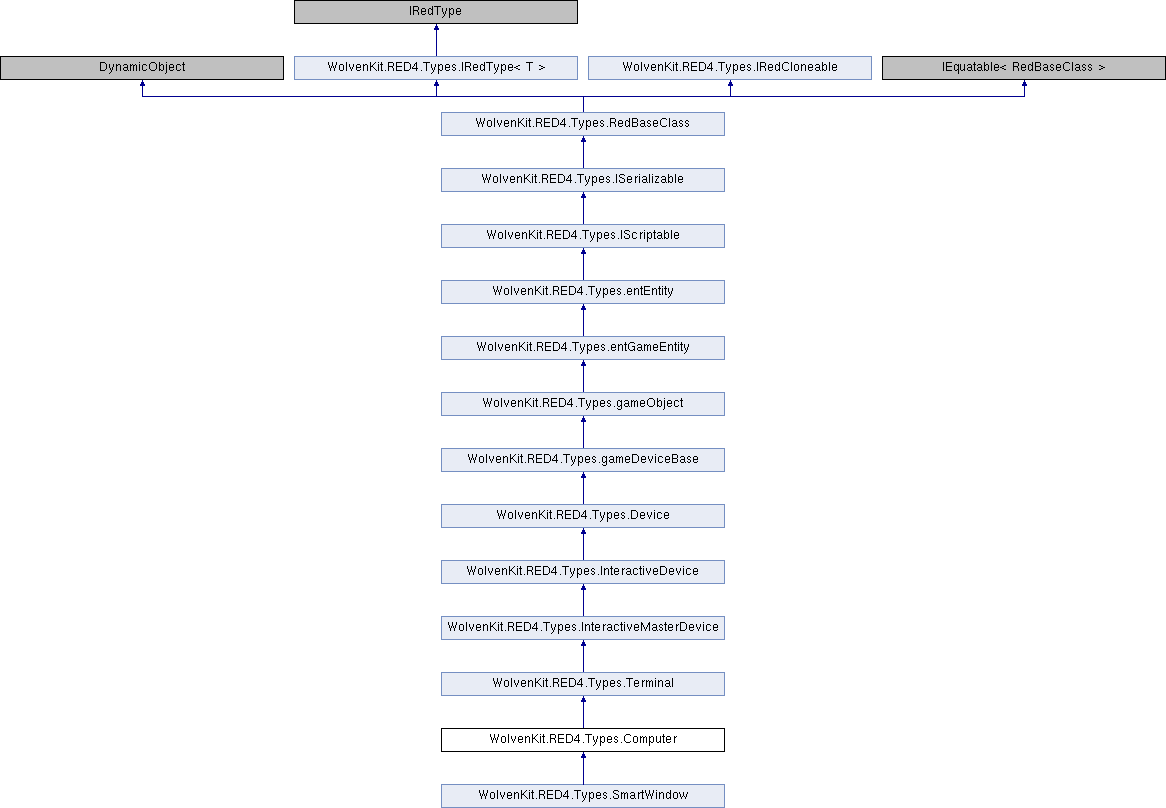 IRedType
DynamicObject
WolvenKit.RED4.Types.IRedType< T >
WolvenKit.RED4.Types.IRedCloneable
IEquatable< RedBaseClass >
WolvenKit.RED4.Types.RedBaseClass
WolvenKit.RED4.Types.ISerializable
WolvenKit.RED4.Types.IScriptable
WolvenKit.RED4.Types.entEntity
WolvenKit.RED4.Types.entGameEntity
WolvenKit.RED4.Types.gameObject
WolvenKit.RED4.Types.gameDeviceBase
WolvenKit.RED4.Types.Device
WolvenKit.RED4.Types.InteractiveDevice
WolvenKit.RED4.Types.InteractiveMasterDevice
WolvenKit.RED4.Types.Terminal
WolvenKit.RED4.Types.Computer
WolvenKit.RED4.Types.SmartWindow